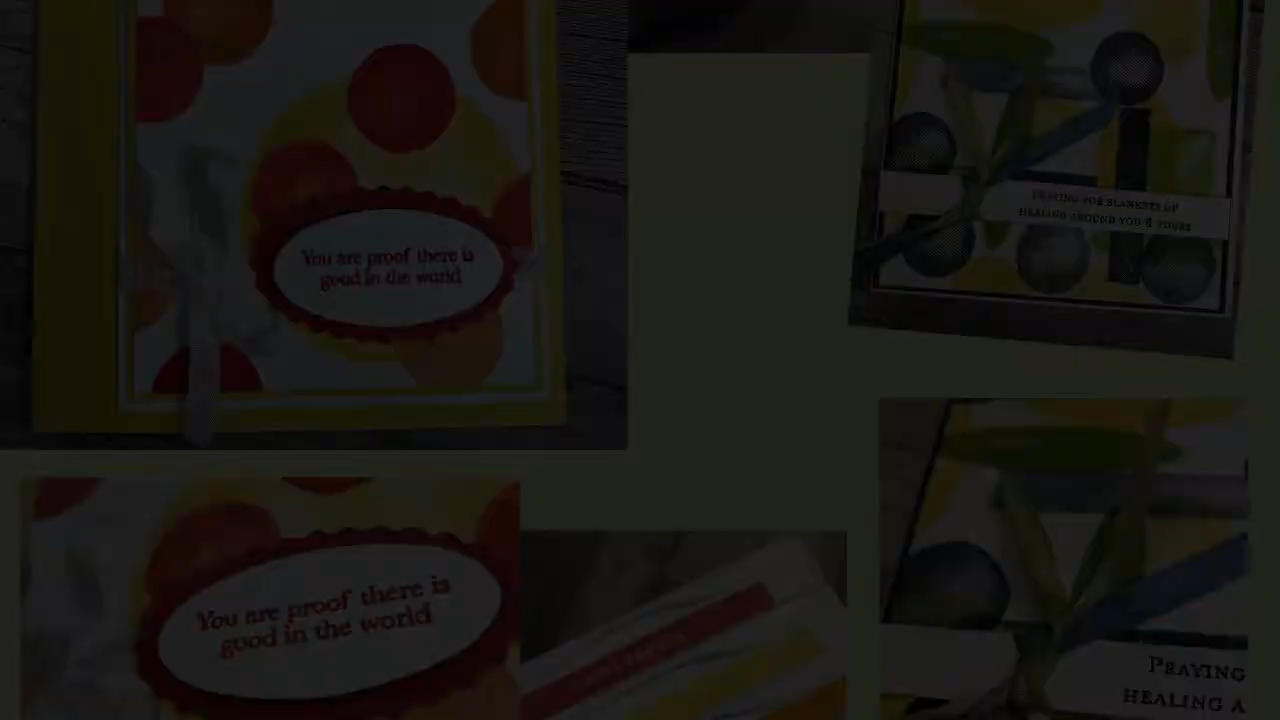 You are proof there is
good in the world
PRAYING FOR BLANKETS OF
HEALING AROUND YOU & YOURS
You are proof there is
good in the world
PRAYING
HEALING A